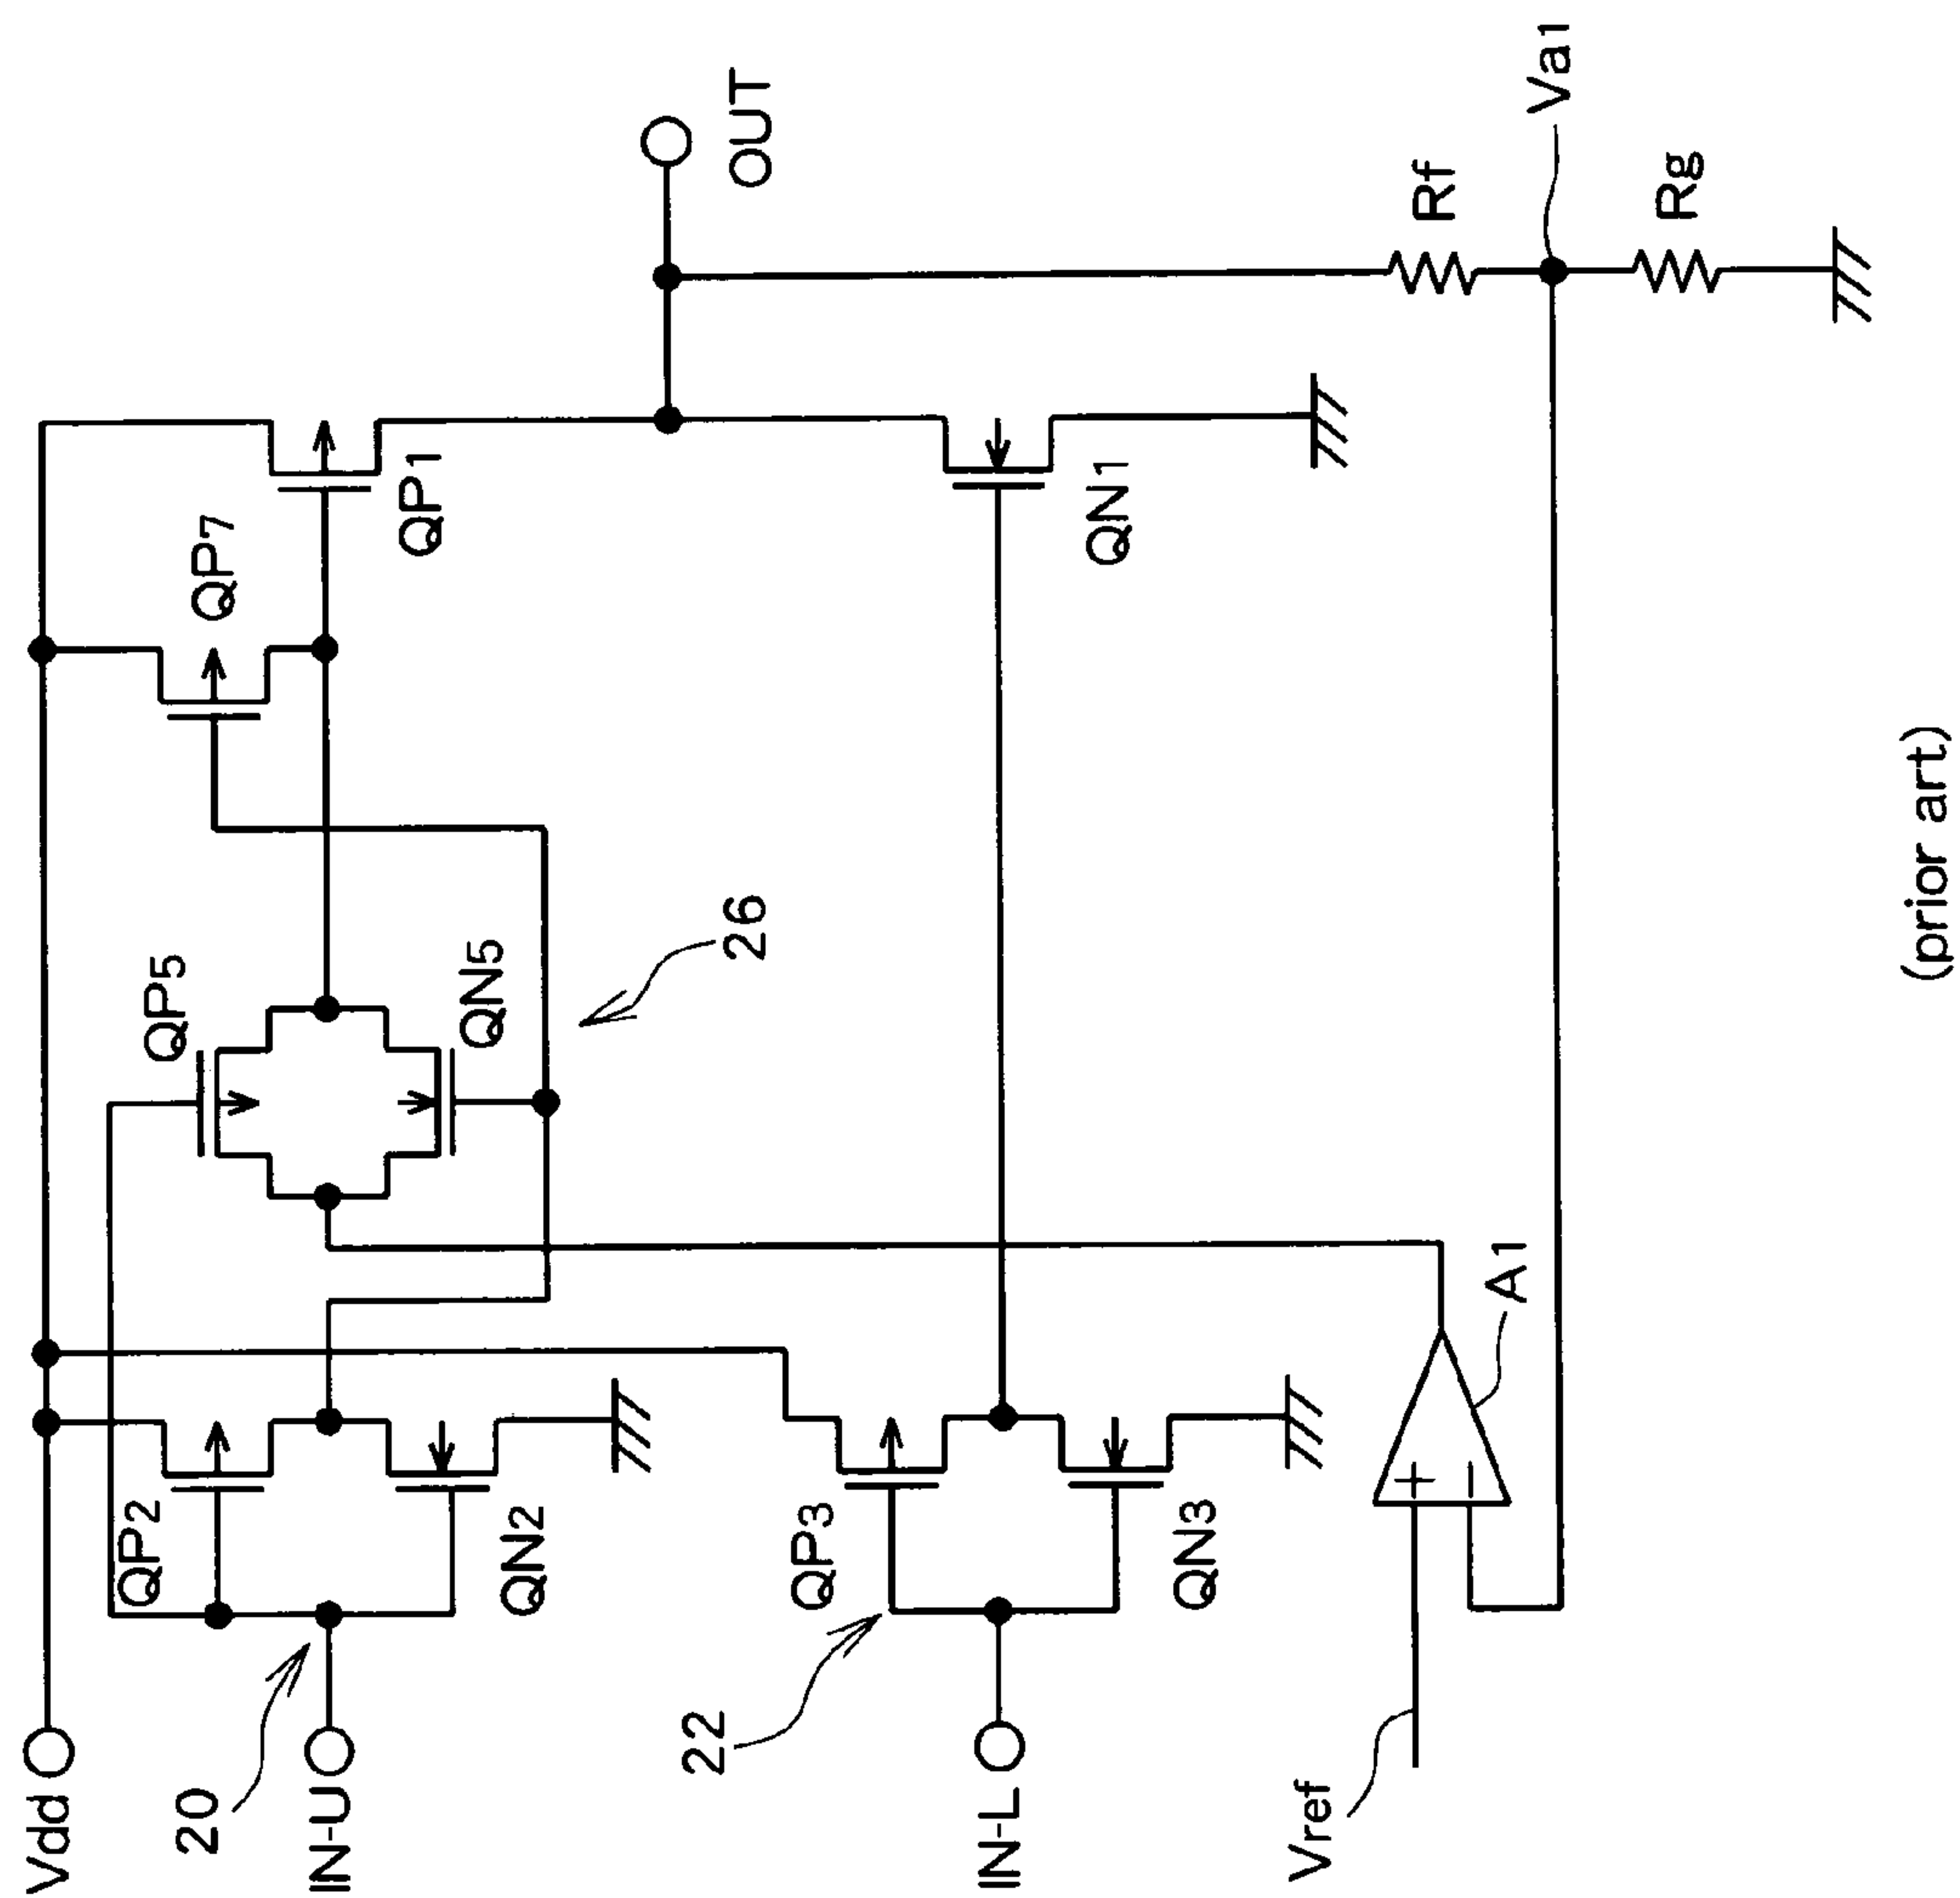 Vdd
20
IN-U
QP2
QN2
QP5
QN5
26
QP7
QP1
OUT
22
IN-L
QP3
QN3
QN1
Vref
+
−
A1
Rf
Va1
Rg
(prior art)